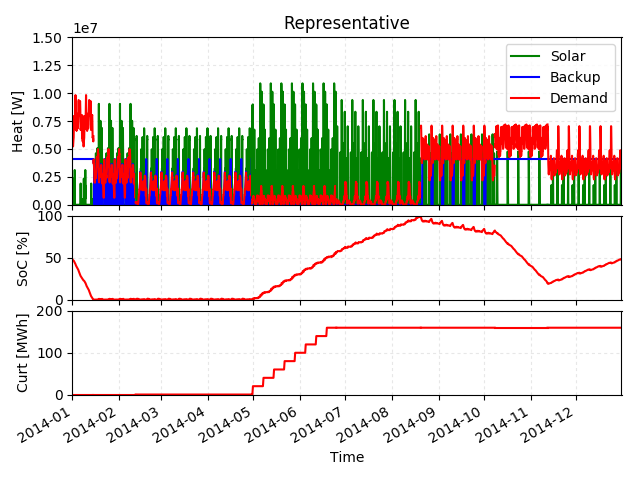 Representative
1e7
Heat [W]
1.50
1.25
1.00
0.75
0.50
0.25
0.00
Solar
Backup
Demand
SoC [%]
100
50
0
Curt [MWh]
200
100
0
2014-01
2014-02
2014-03
2014-04
2014-05
2014-06
2014-07
2014-08
2014-09
2014-10
2014-11
2014-12
Time